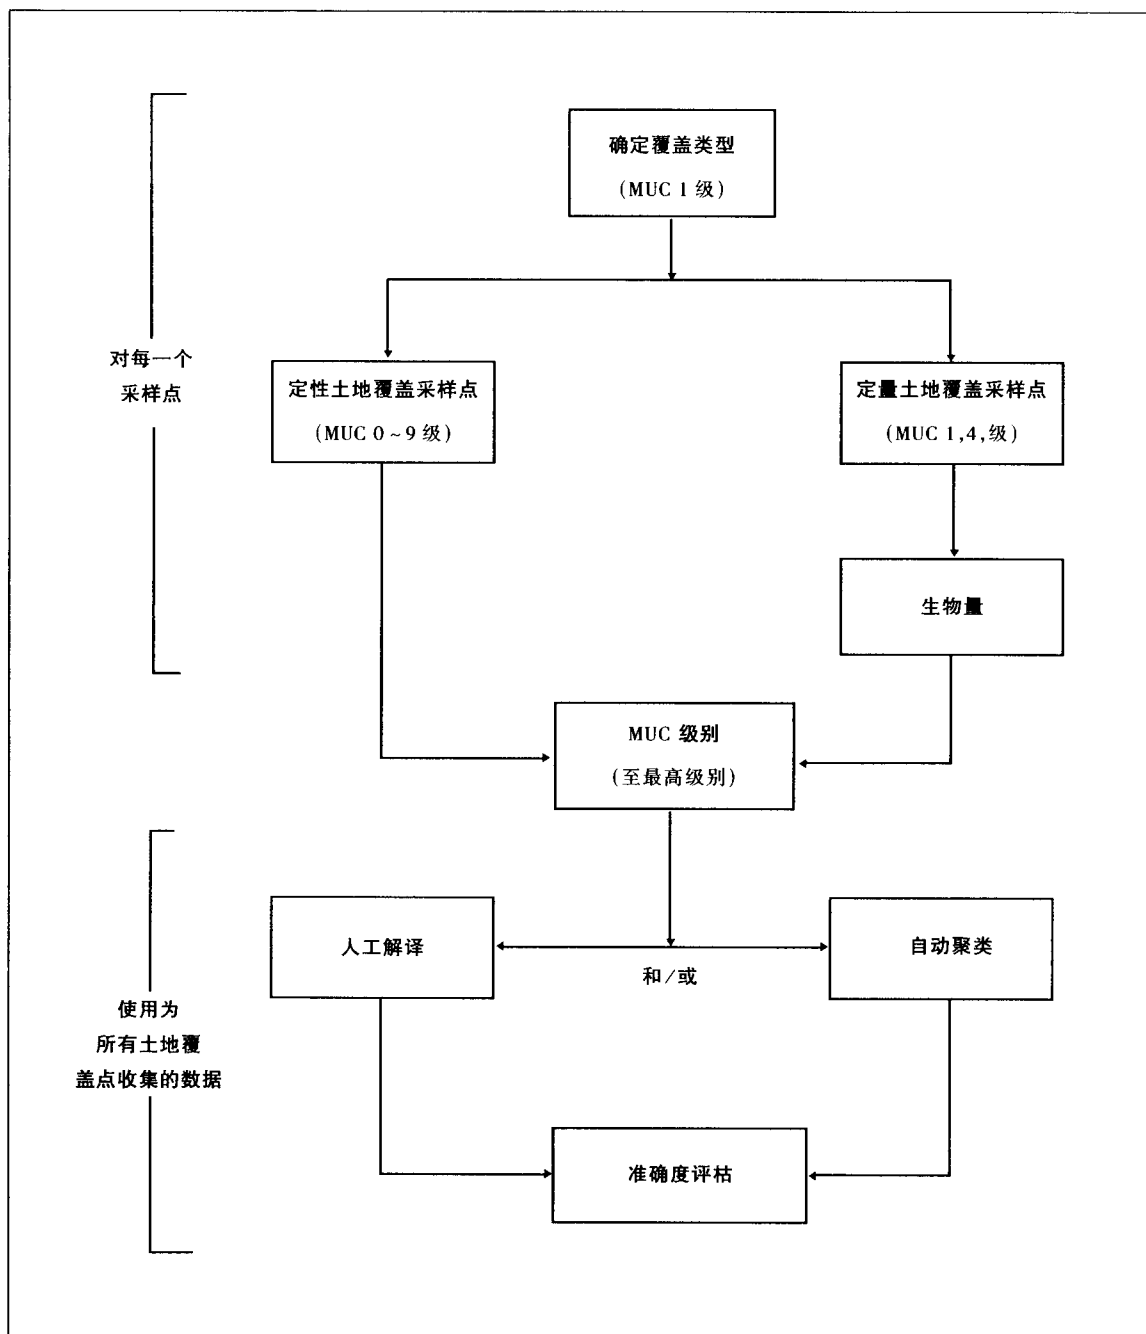 确定覆盖类型
(MUC 1 级)
对每一个
采样点
定性土地覆盖采样点
(MUC 0~9 级)
定量土地覆盖采样点
(MUC 1,4,级)
生物量
MUC 级别
(至最高级别)
人工解译
和/或
自动聚类
使用为
所有土地覆
盖点收集的数据
准确度评枯